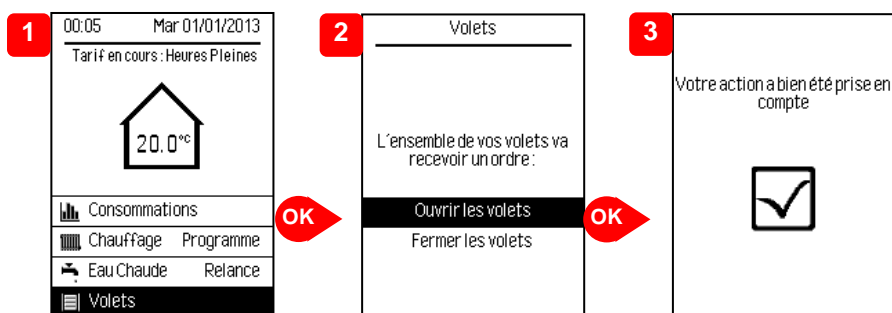 1
00:05 Mar 01/01/2013
Tarif en cours : Heures Pleines
20.0°C
Consommations
Chauffage Programme
Eau Chaude Relance
Volets
OK
2
Volets
L'ensemble de vos volets va
recevoir un ordre :
Ouvrir les volets
Fermer les volets
OK
3
Votre action a bien été prise en
compte